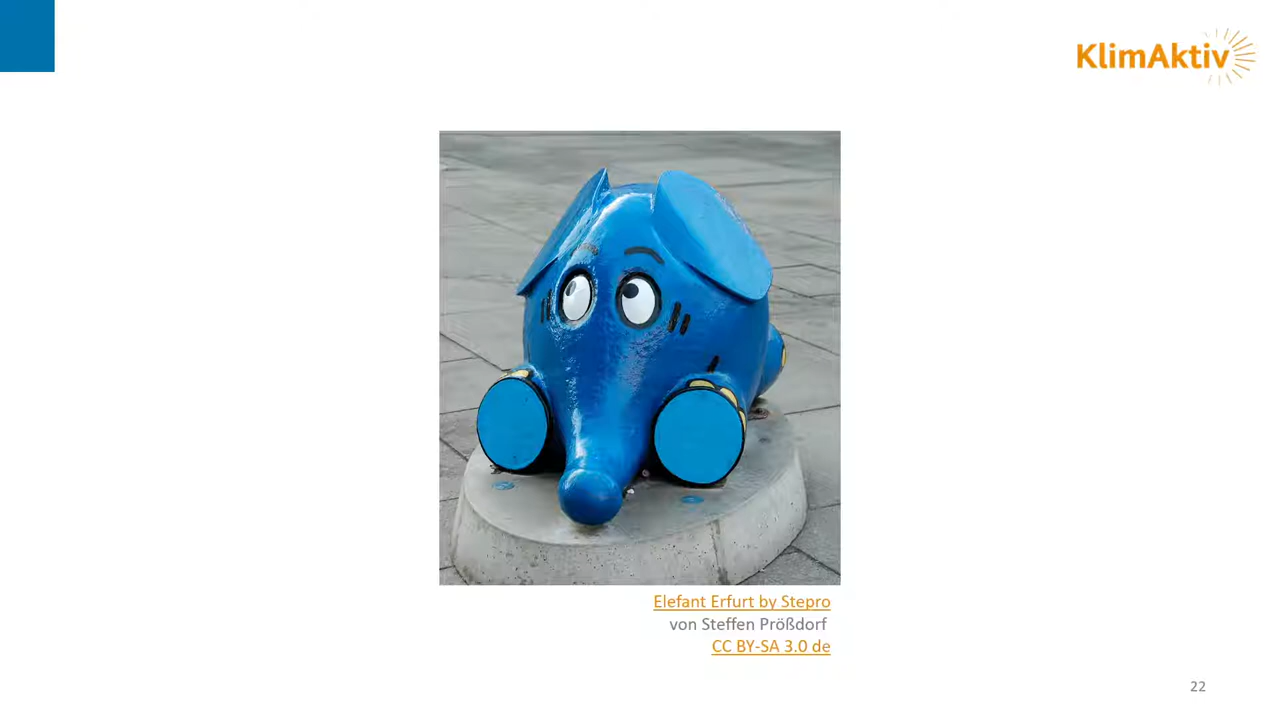 KlimAktiv
Elefant Erfurt by Stepro
von Steffen Prößdorf
CC BY-SA 3.0 de
22